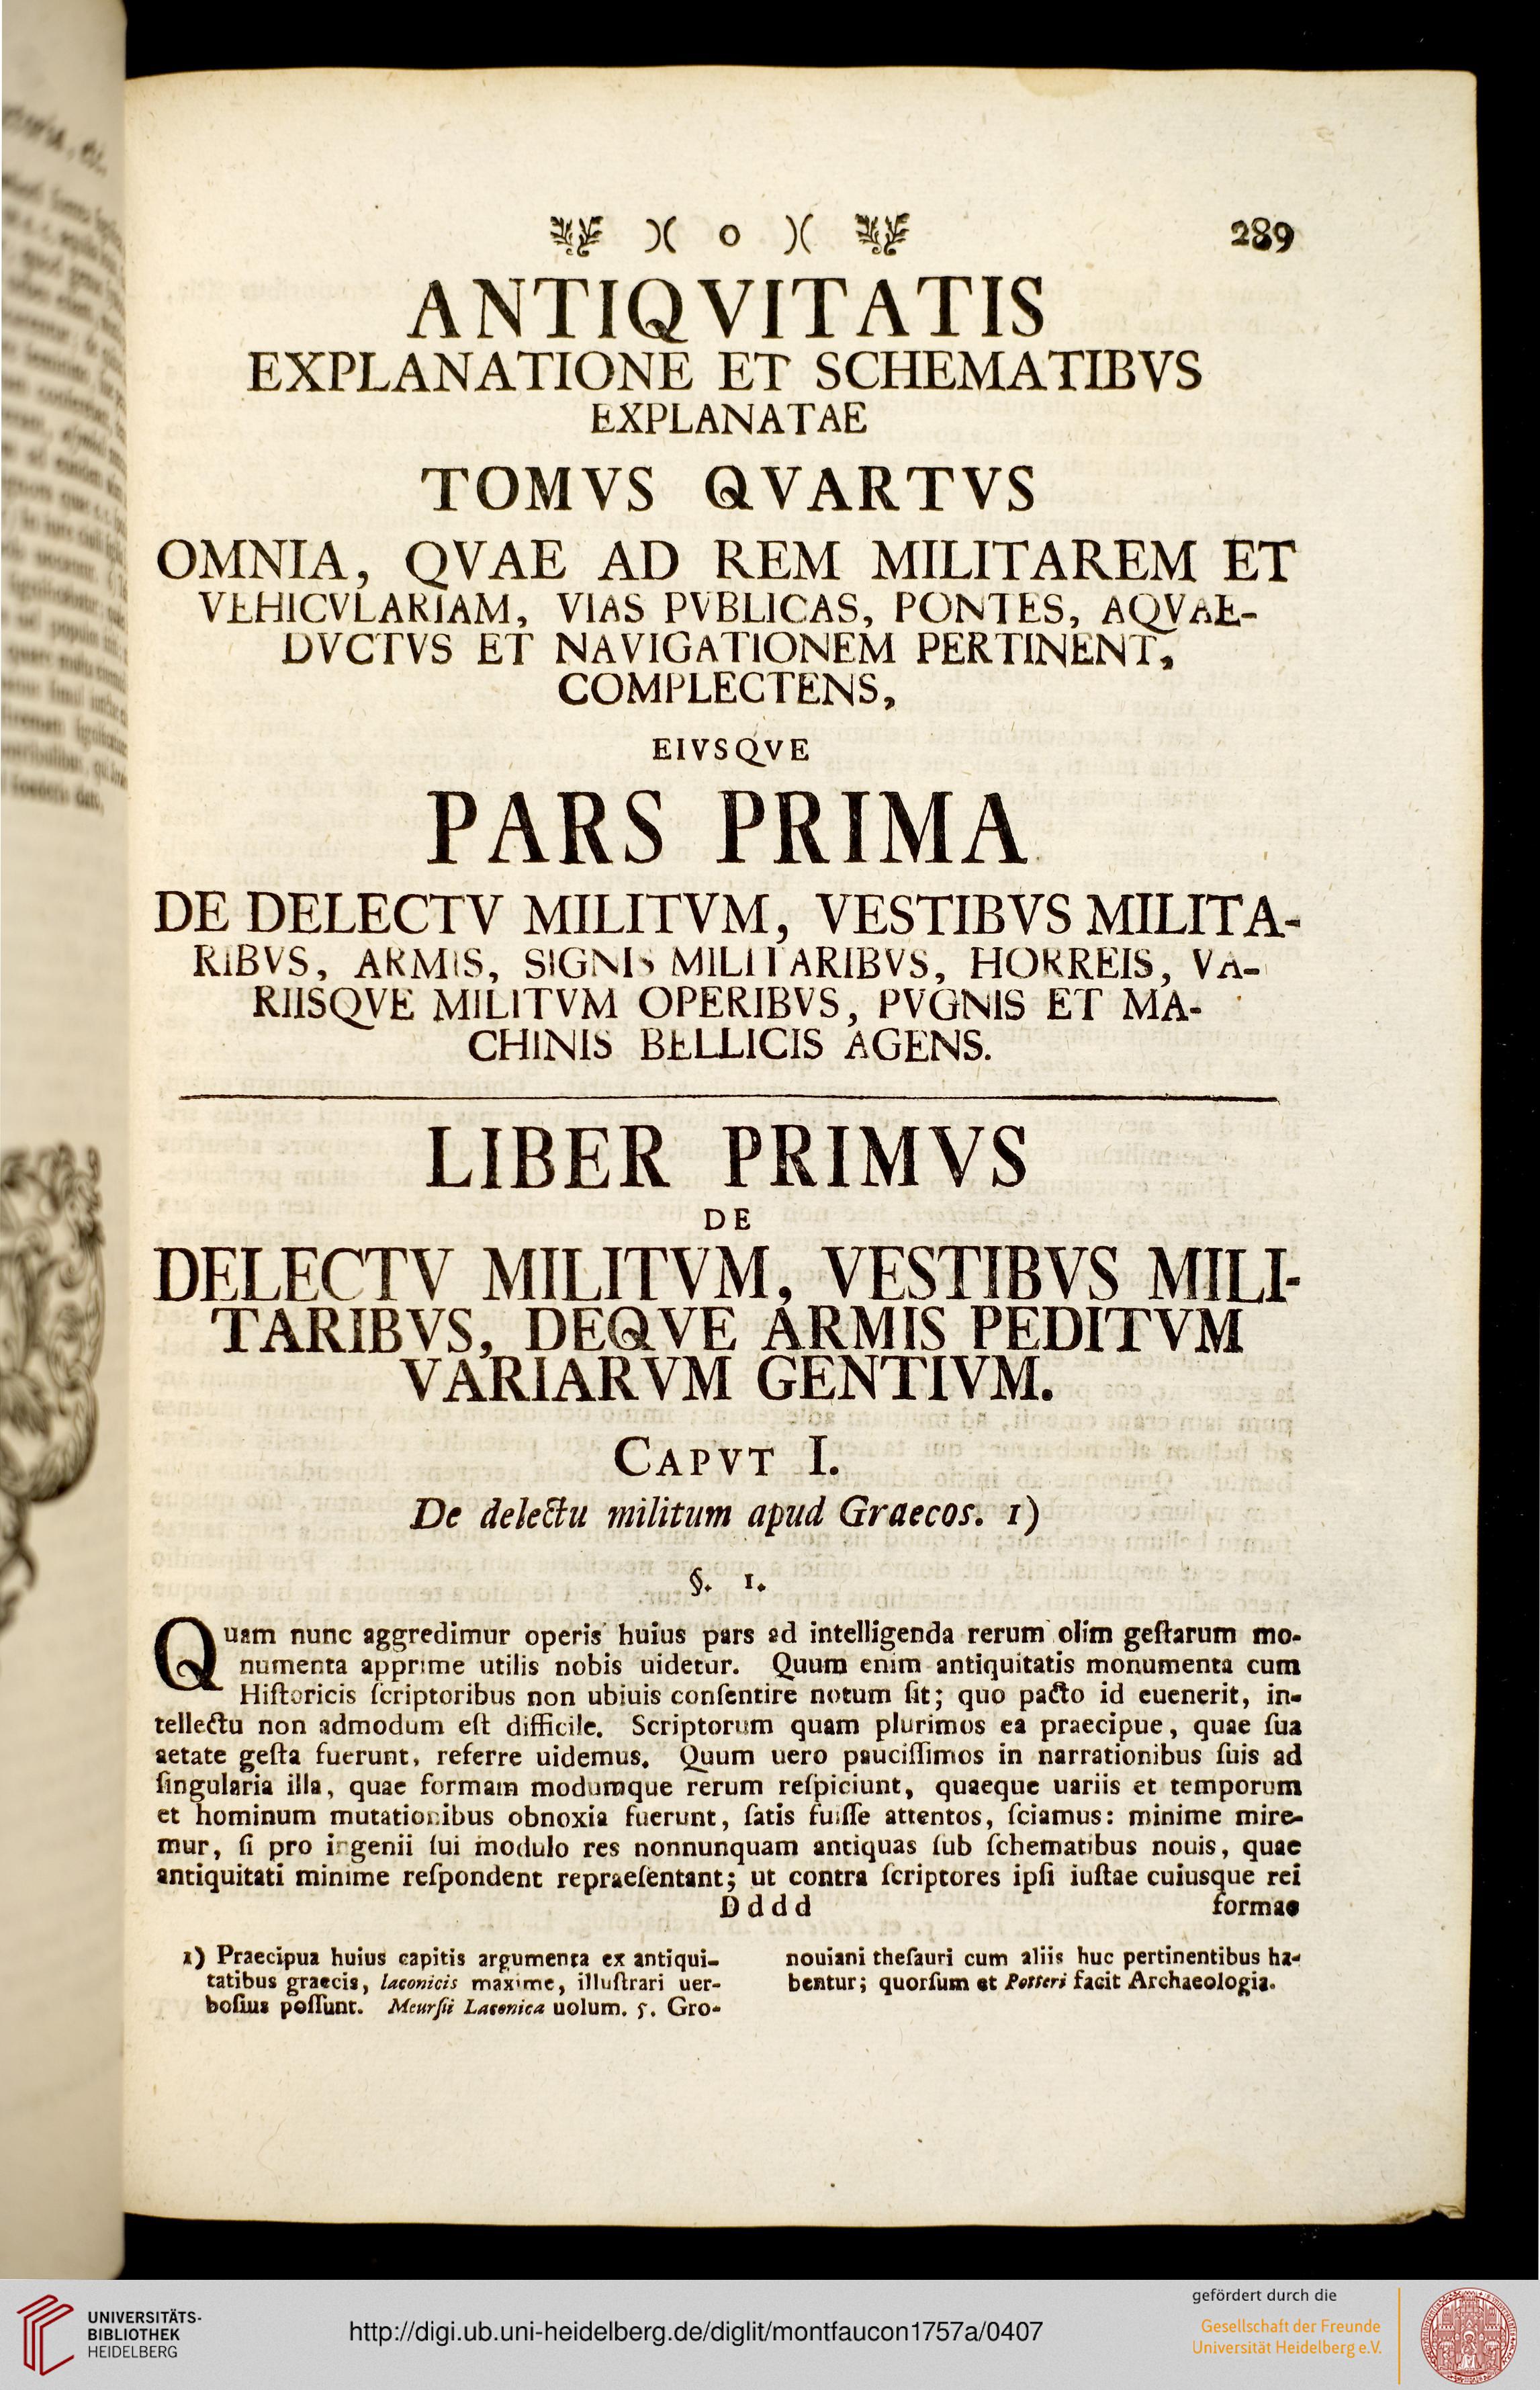 )( o )( 289
ANTIQVITATIS
EXPLANATIONE ET SCHEMATIBVS
EXPLANATAE
TOMVS QVARTVS
OMNIA, QVAE AD REM MILITAREM ET
VEHICVLARIAM, VIAS PVBLICAS, PONTES, AQVAE-
DVCTVS ET NAVIGATIONEM PERTINENT,
COMPLECTENS,
EIVSQVE
PARS PRIMA
DE DELECTV MILITVM, VESTIBVS MILITA-
RIBVS, ARMIS, SIGNIS MILITARIBVS, HORREIS, VA-
RIISQVE MILITVM OPERIBVS, PVGNIS ET MA-
CHINIS BELLICIS AGENS.
LIBER PRIMVS
DE
DELECTV MILITVM, VESTIBVS MILI-
TARIBVS, DEQVE ARMIS PEDITVM
VARIARVM GENTIVM.
CAPVT I.
De delectu militum apud Graecos. 1)
§. 1.
Quam nunc aggredimur operis huius pars ad intelligenda rerum olim geſtarum mo-
numenta apprime utilis nobis uidetur. Quum enim antiquitatis monumenta cum
Hiſtoricis ſcriptoribus non ubiuis conſentire notum ſit; quo pacto id euenerit, in-
tellectu non admodum eſt difficile. Scriptorum quam plurimos ea praecipue, quae ſua
aetate geſta fuerunt, referre uidemus. Quum uero pauciſſimos in narrationibus ſuis ad
ſingularia illa, quae formam modumque rerum reſpiciunt, quaeque uariis et temporum
et hominum mutationibus obnoxia fuerunt, ſatis fuiſſe attentos, ſciamus: minime mire-
mur, ſi pro ingenii ſui modulo res nonnunquam antiquas ſub ſchematibus nouis, quae
antiquitati minime reſpondent repraeſentant; ut contra ſcriptores ipſi iuſtae cuiusque rei
Dddd formae
1) Praecipua huius capitis argumenta ex antiqui-
tatibus graecis, laconicis maxime, illuſtrari uer-
boſius poſſunt. Meurſii Laconica uolum. 5. Gro-
nouiani theſauri cum aliis huc pertinentibus ha-
bentur; quorſum et Potteri facit Archaeologia.
UNIVERSITÄTS-
BIBLIOTHEK
HEIDELBERG
http://digi.ub.uni-heidelberg.de/diglit/montfaucon1757a/0407
gefördert durch die
Gesellschaft der Freunde
Universität Heidelberg e.V.